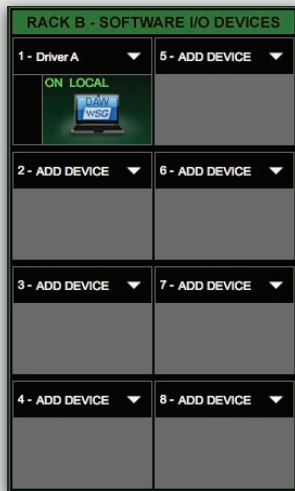 RACK B - SOFTWARE I/O DEVICES
1 - Driver A
5 - ADD DEVICE
ON LOCAL
DAW
WSG
2 - ADD DEVICE
6 - ADD DEVICE
3 - ADD DEVICE
7 - ADD DEVICE
4 - ADD DEVICE
8 - ADD DEVICE